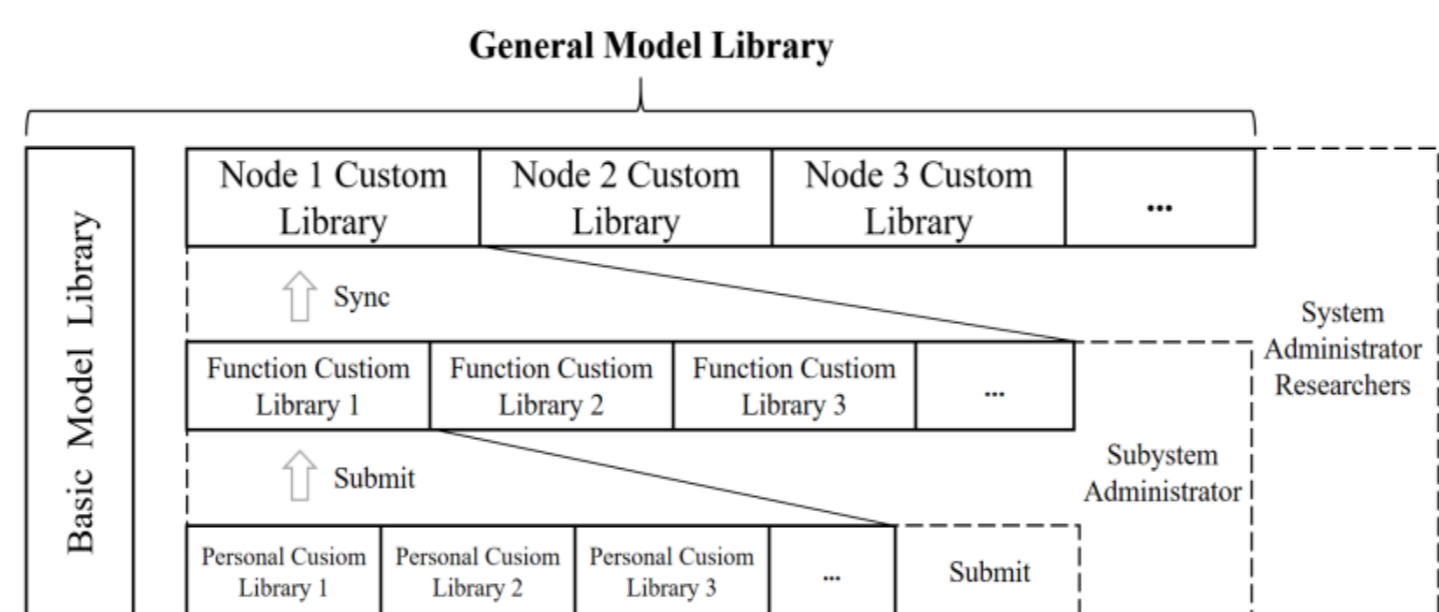 General Model Library
Basic Model Library
Node 1 Custom
Library
Node 2 Custom
Library
Node 3 Custom
Library
...
Sync
System
Administrator
Researchers
Function Custiom
Library 1
Function Custiom
Library 2
Function Custiom
Library 3
...
Submit
Subystem
Administrator
Personal Cusiom
Library 1
Personal Cusiom
Library 2
Personal Cusiom
Library 3
...
Submit